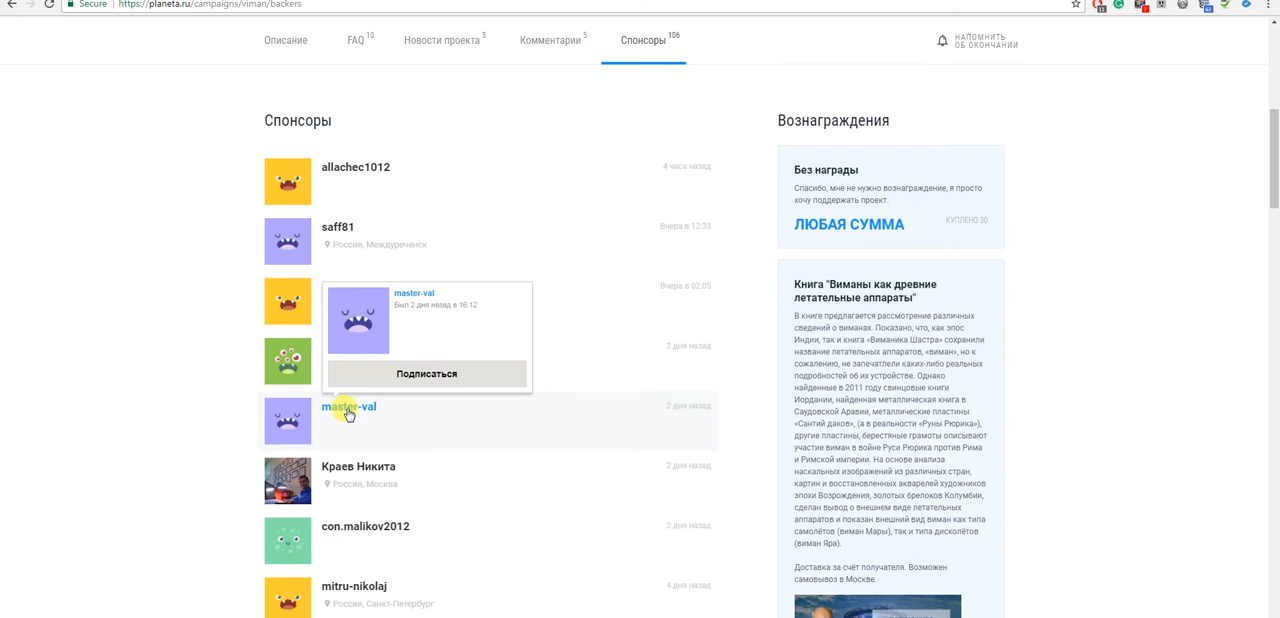 Secure
https://planeta.ru/campaigns/viman/backers
Описание
FAQ 10
Новости проекта 5
Комментарии 5
Спонсоры 106
НАПОМНИТЬ
ОБ ОКОНЧАНИИ
Спонсоры
allachec1012
4 часа назад
saff81
Вчера в 12:33
Россия, Междуреченск
Вчера в 02:05
master-val
Был 2 дня назад в 16:12
Подписаться
2 дня назад
master-val
2 дня назад
Краев Никита
2 дня назад
Россия, Москва
con.malikov2012
2 дня назад
mitru-nikolaj
4 дня назад
Россия, Санкт-Петербург
Вознаграждения
Без награды
Спасибо, мне не нужно вознаграждение, я просто
хочу поддержать проект.
ЛЮБАЯ СУММА
КУПЛЕНО 30
Книга "Виманы как древние
летательные аппараты"
В книге предлагается рассмотрение различных
сведений о виманах. Показано, что, как эпос
Индии, так и книга «Виманика Шастра» сохранили
название летательных аппаратов, «виман», но к
сожалению, не запечатлели каких-либо реальных
подробностей об их устройстве. Однако
найденные в 2011 году свинцовые книги
Иордании, найденная металлическая книга в
Саудовской Аравии, металлические пластины
«Сантий даков», (а в реальности «Руны Рюрика»),
другие пластины, берестяные грамоты описывают
участие виман в войне Руси Рюрика против Рима
и Римской империи. На основе анализа
наскальных изображений из различных стран,
картин и восстановленных акварелей художников
эпохи Возрождения, золотых брелоков Колумбии,
сделан вывод о внешнем виде летательных
аппаратов и показан внешний вид виман как типа
самолётов (виман Мары), так и типа дисколётов
(виман Яра).
Доставка за счёт получателя. Возможен
самовывоз в Москве.